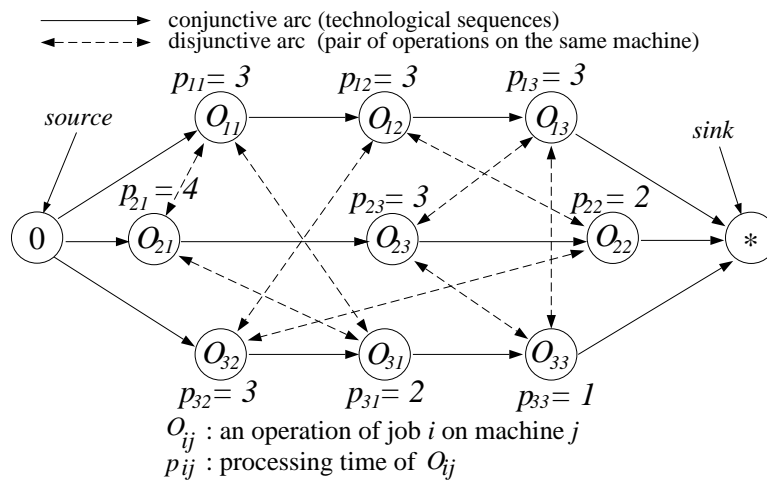 conjunctive arc (technological sequences)
disjunctive arc (pair of operations on the same machine)
p11 = 3 p12 = 3 p13 = 3
source O11 O12 O13 sink
p21 = 4 p23 = 3 p22 = 2
0 O21 O23 O22 *
O32 O31 O33
p32 = 3 p31 = 2 p33 = 1
Oij : an operation of job i on machine j
pij : processing time of Oij